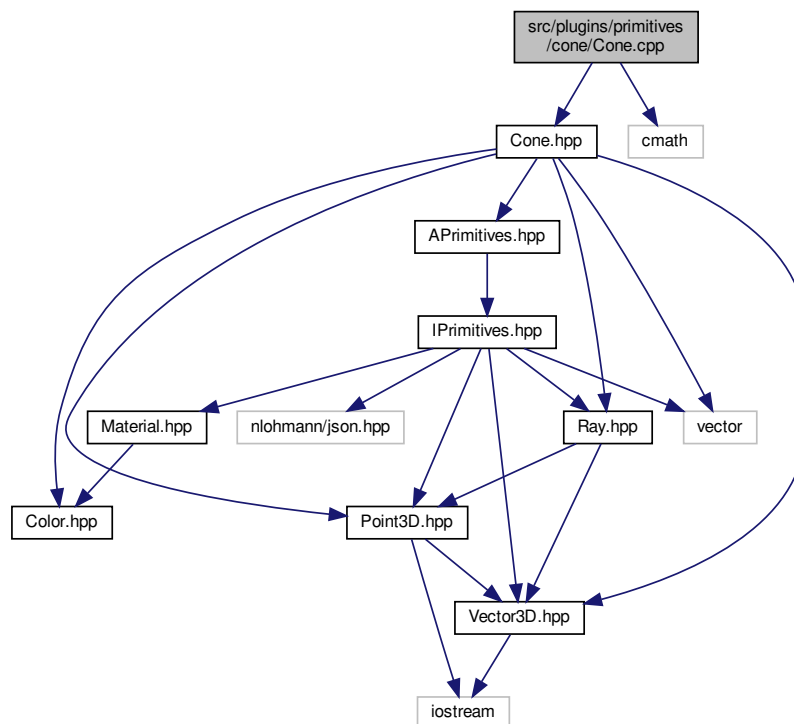 src/plugins/primitives
/cone/Cone.cpp
Cone.hpp
cmath
APrimitives.hpp
IPrimitives.hpp
Material.hpp
nlohmann/json.hpp
Ray.hpp
vector
Color.hpp
Point3D.hpp
Vector3D.hpp
iostream